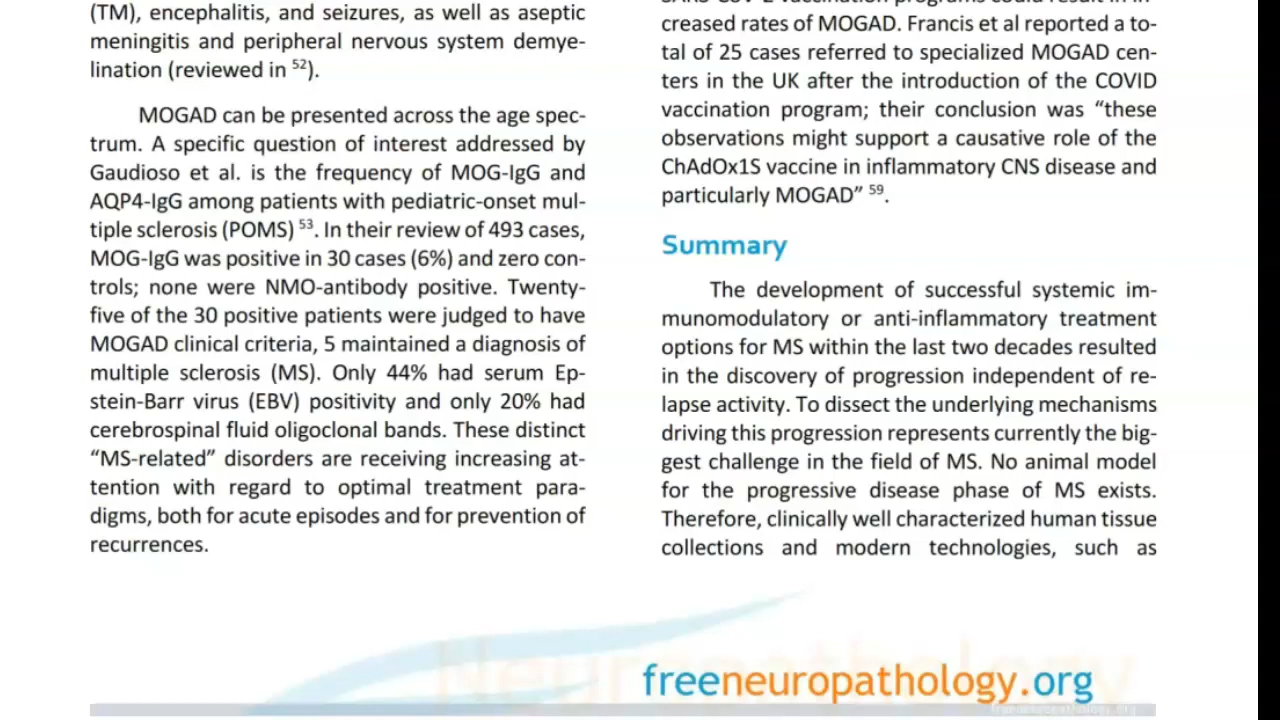 (TM), encephalitis, and seizures, as well as aseptic
meningitis and peripheral nervous system demye-
lination (reviewed in 52).
MOGAD can be presented across the age spec-
trum. A specific question of interest addressed by
Gaudioso et al. is the frequency of MOG-IgG and
AQP4-IgG among patients with pediatric-onset mul-
tiple sclerosis (POMS) 53. In their review of 493 cases,
MOG-IgG was positive in 30 cases (6%) and zero con-
trols; none were NMO-antibody positive. Twenty-
five of the 30 positive patients were judged to have
MOGAD clinical criteria, 5 maintained a diagnosis of
multiple sclerosis (MS). Only 44% had serum Ep-
stein-Barr virus (EBV) positivity and only 20% had
cerebrospinal fluid oligoclonal bands. These distinct
“MS-related” disorders are receiving increasing at-
tention with regard to optimal treatment para-
digms, both for acute episodes and for prevention of
recurrences.
SARS-CoV-2 vaccination programs could result in in-
creased rates of MOGAD. Francis et al reported a to-
tal of 25 cases referred to specialized MOGAD cen-
ters in the UK after the introduction of the COVID
vaccination program; their conclusion was “these
observations might support a causative role of the
ChAdOx1S vaccine in inflammatory CNS disease and
particularly MOGAD” 59.
Summary
The development of successful systemic im-
munomodulatory or anti-inflammatory treatment
options for MS within the last two decades resulted
in the discovery of progression independent of re-
lapse activity. To dissect the underlying mechanisms
driving this progression represents currently the big-
gest challenge in the field of MS. No animal model
for the progressive disease phase of MS exists.
Therefore, clinically well characterized human tissue
collections and modern technologies, such as
Neuropathology
freeneuropathology.org
freeneuropathology.org